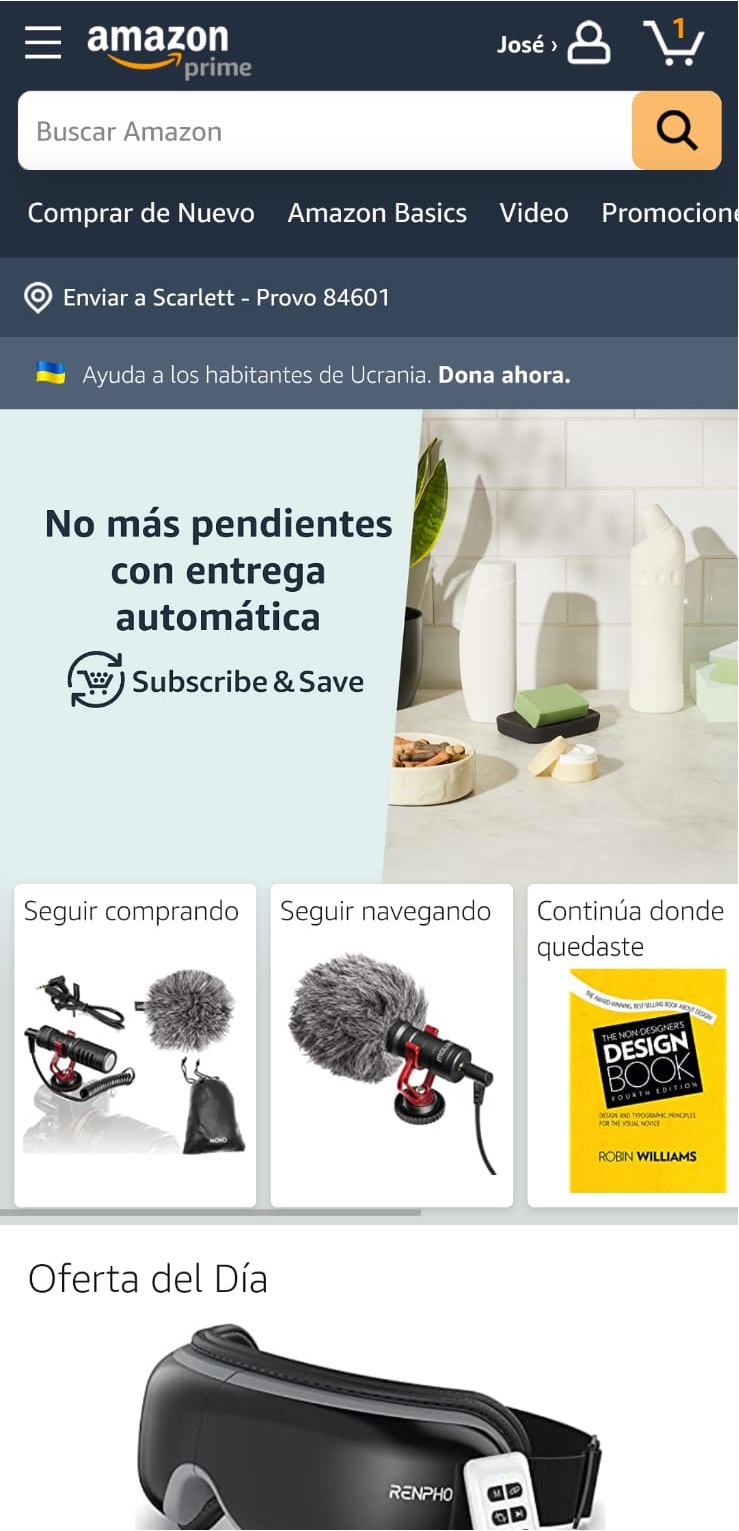 amazon
prime
José ›
1
Buscar Amazon
Comprar de Nuevo Amazon Basics Video Promocione
Enviar a Scarlett - Provo 84601
Ayuda a los habitantes de Ucrania. Dona ahora.
No más pendientes
con entrega
automática
Subscribe & Save
Seguir comprando
MOVO
Seguir navegando
Continúa donde
quedaste
THE AWARD-WINNING, BEST SELLING BOOK ABOUT DESIGN!
THE NON-DESIGNER'S
DESIGN
BOOK
FOURTH EDITION
DESIGN AND TYPOGRAPHIC PRINCIPLES
FOR THE VISUAL NOVICE
ROBIN WILLIAMS
Oferta del Día
RENPHO
M